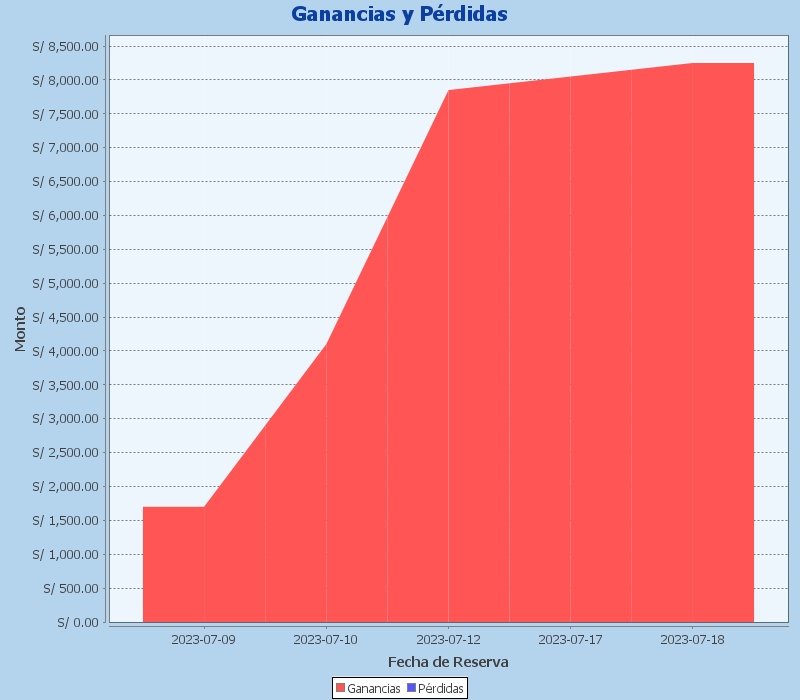 Ganancias y Pérdidas
S/ 8,500.00
S/ 8,000.00
S/ 7,500.00
S/ 7,000.00
S/ 6,500.00
S/ 6,000.00
S/ 5,500.00
S/ 5,000.00
S/ 4,500.00
S/ 4,000.00
S/ 3,500.00
S/ 3,000.00
S/ 2,500.00
S/ 2,000.00
S/ 1,500.00
S/ 1,000.00
S/ 500.00
S/ 0.00
Monto
2023-07-09 2023-07-10 2023-07-12 2023-07-17 2023-07-18
Fecha de Reserva
Ganancias Pérdidas